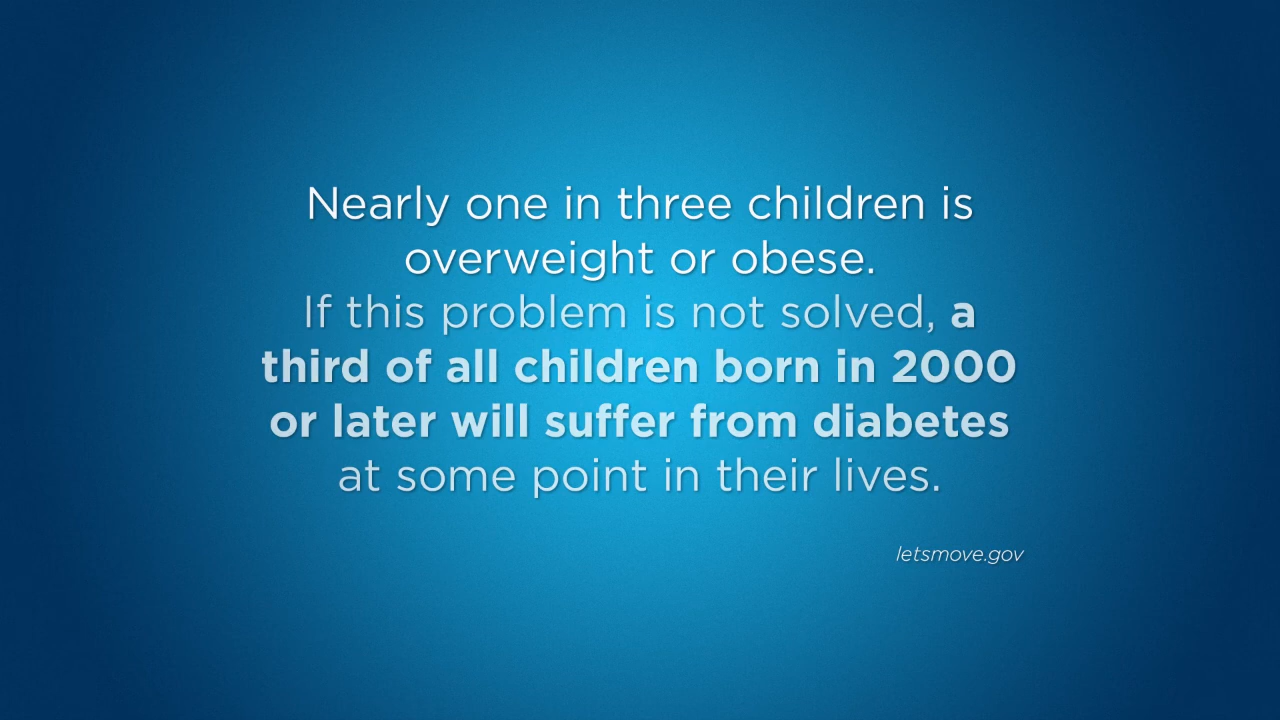 Nearly one in three children is
overweight or obese.
If this problem is not solved, a
third of all children born in 2000
or later will suffer from diabetes
at some point in their lives.
letsmove.gov